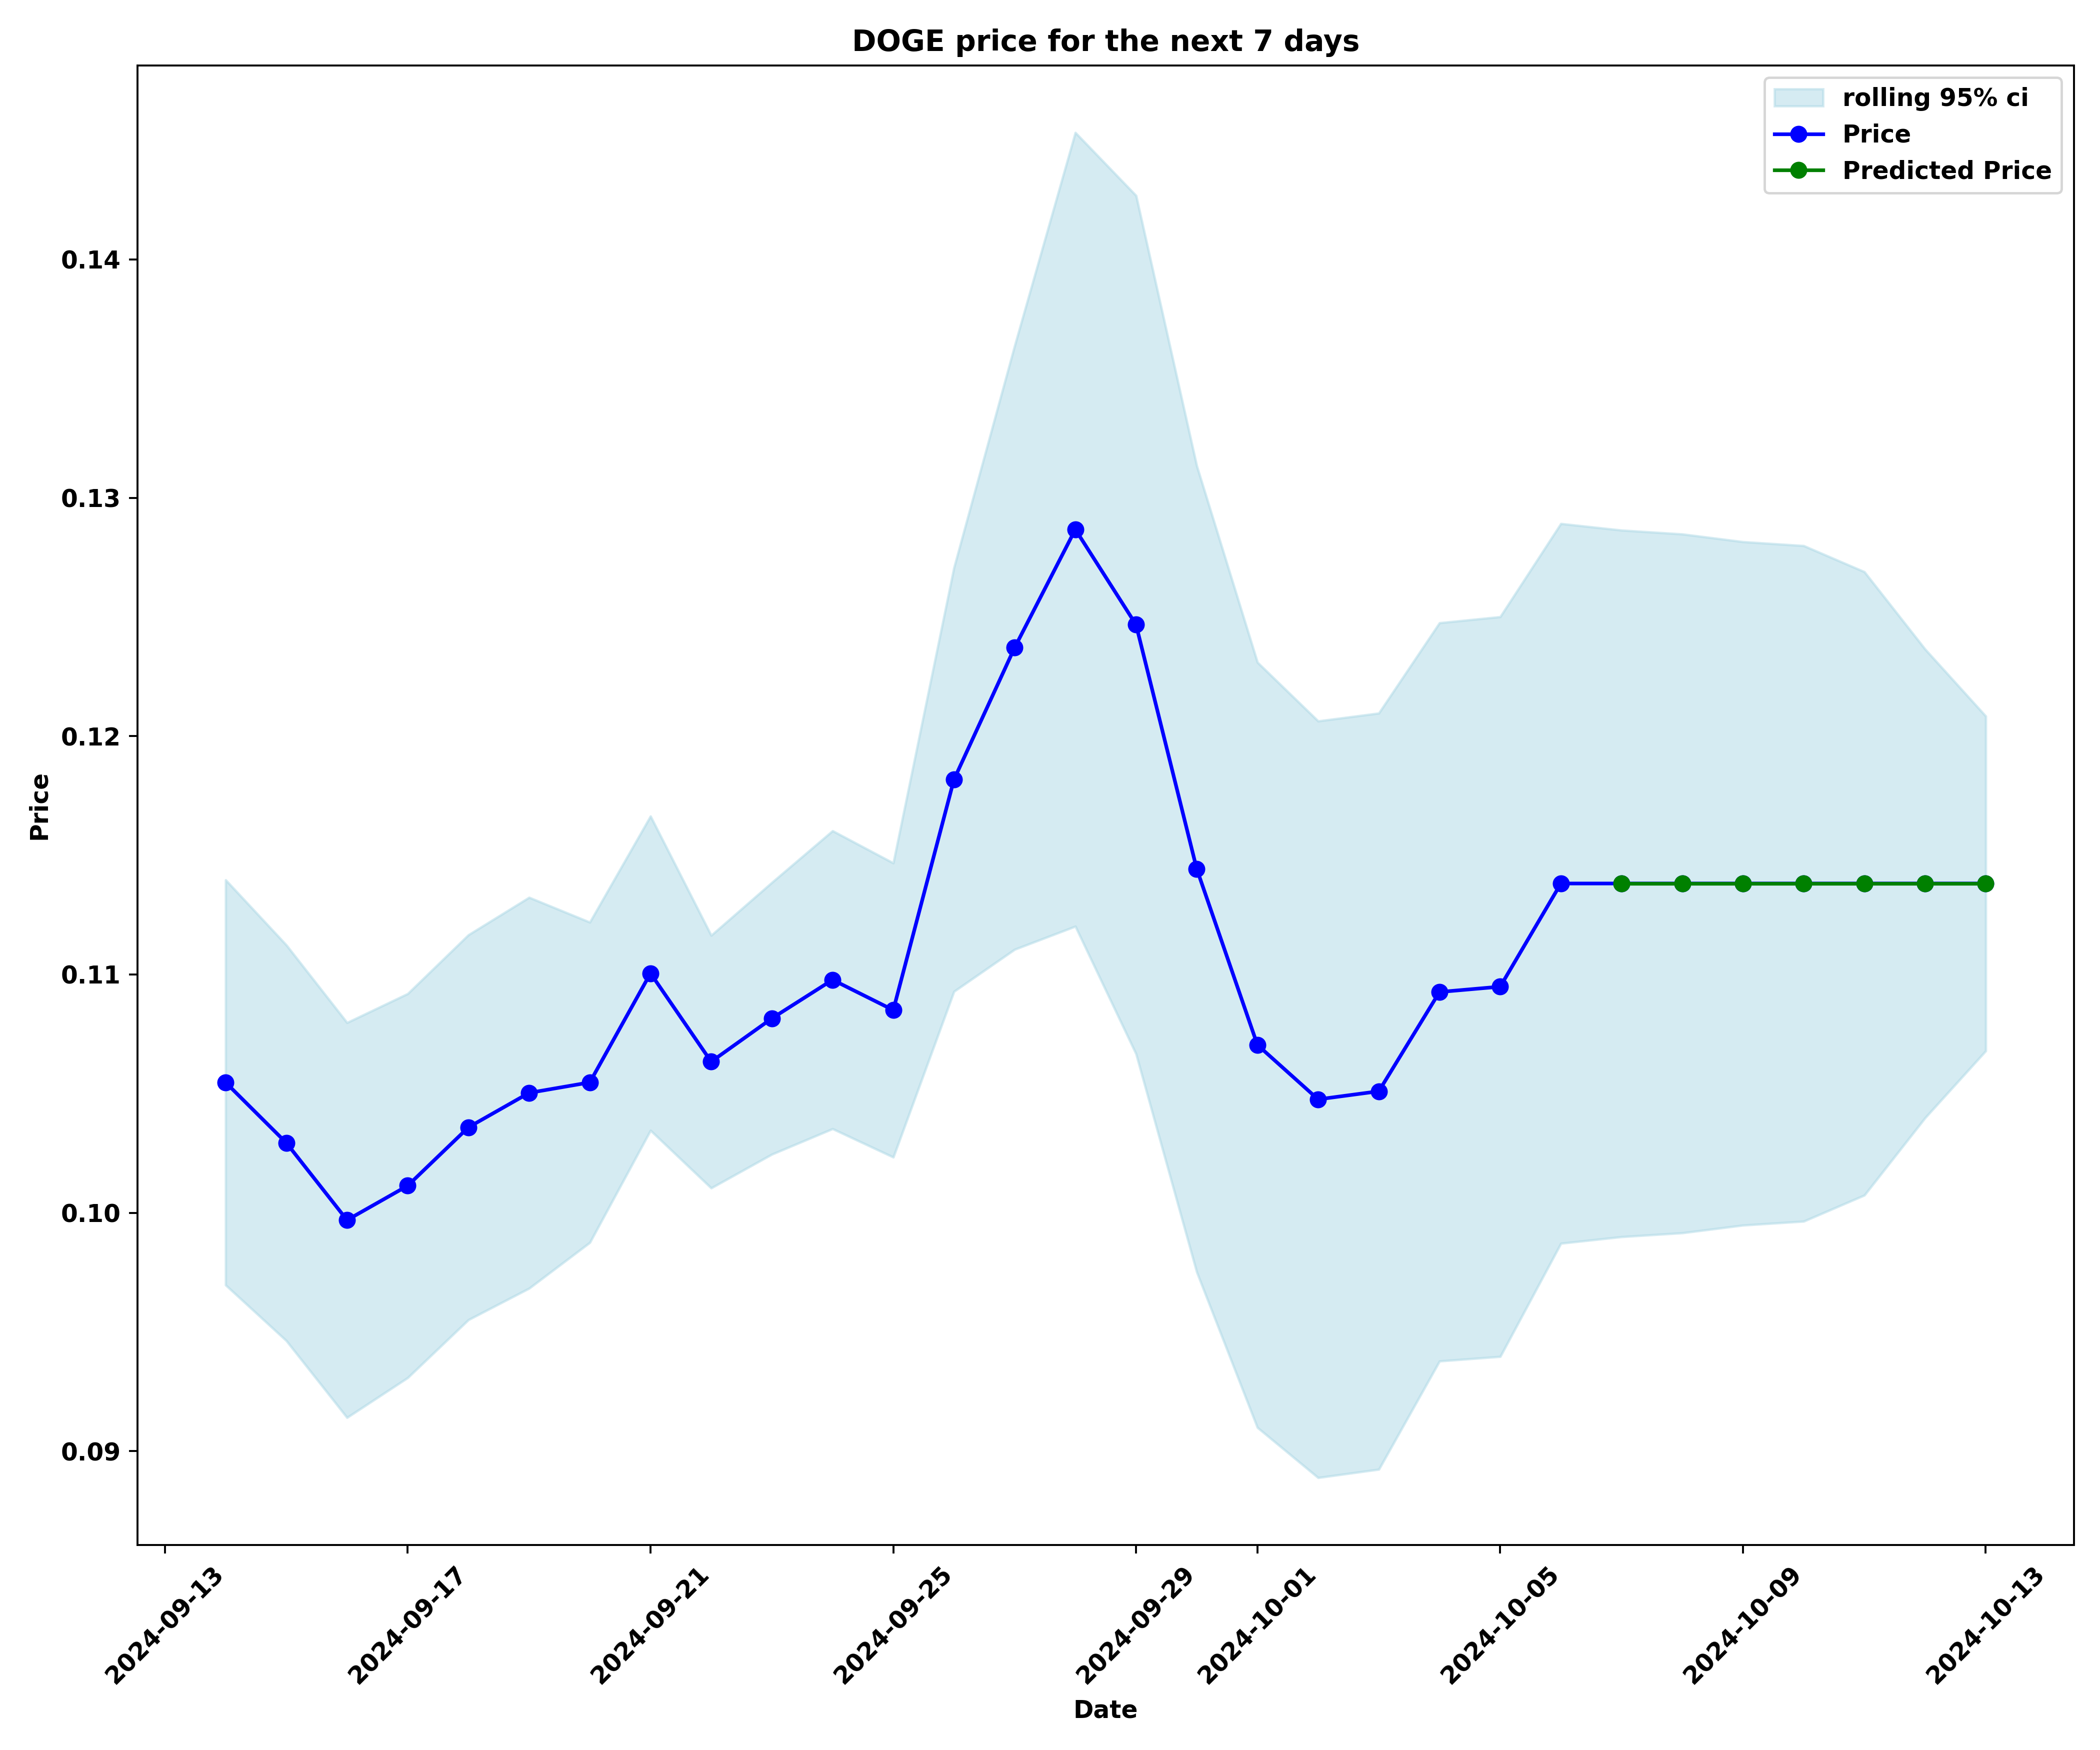 DOGE price for the next 7 days
rolling 95% ci
Price
Predicted Price
0.14
0.13
0.12
0.11
0.10
0.09
Price
2024-09-13
2024-09-17
2024-09-21
2024-09-25
2024-09-29
2024-10-01
2024-10-05
2024-10-09
2024-10-13
Date